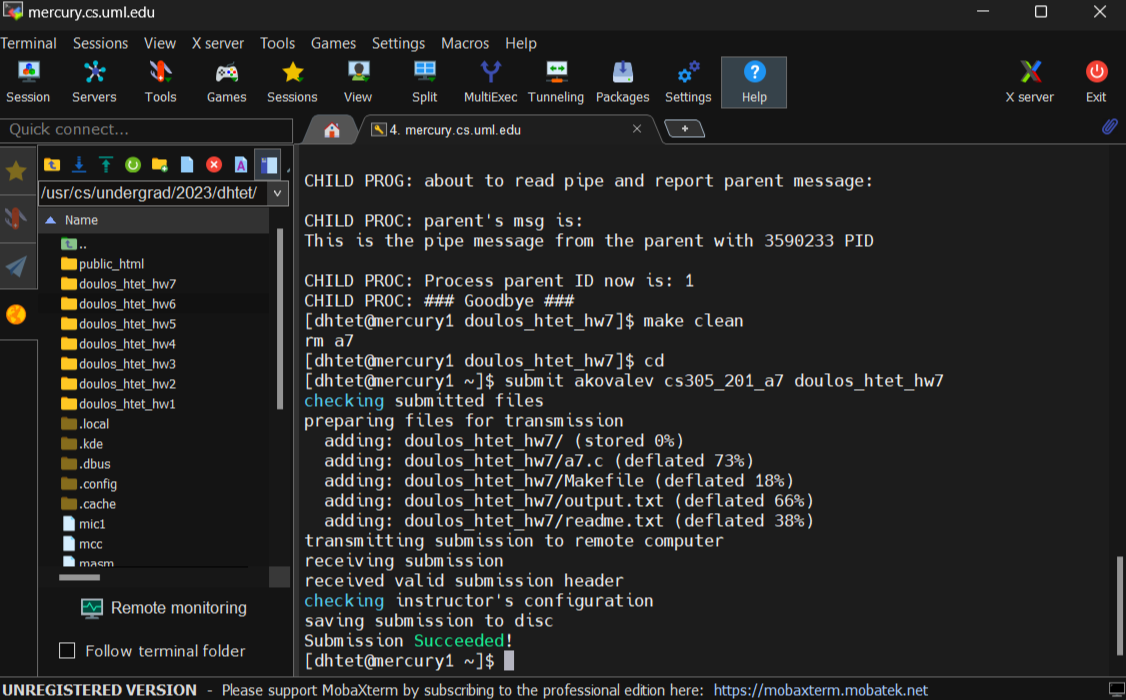 mercury.cs.uml.edu
Terminal Sessions View X server Tools Games Settings Macros Help
Session Servers Tools Games Sessions View Split MultiExec Tunneling Packages Settings Help X server Exit
Quick connect...
4. mercury.cs.uml.edu
/usr/cs/undergrad/2023/dhtet/
Name
..
public_html
doulos_htet_hw7
doulos_htet_hw6
doulos_htet_hw5
doulos_htet_hw4
doulos_htet_hw3
doulos_htet_hw2
doulos_htet_hw1
.local
.kde
.dbus
.config
.cache
mic1
mcc
masm
Remote monitoring
Follow terminal folder
CHILD PROG: about to read pipe and report parent message:
CHILD PROC: parent's msg is:
This is the pipe message from the parent with 3590233 PID
CHILD PROC: Process parent ID now is: 1
CHILD PROC: ### Goodbye ###
[dhtet@mercury1 doulos_htet_hw7]$ make clean
rm a7
[dhtet@mercury1 doulos_htet_hw7]$ cd
[dhtet@mercury1 ~]$ submit akovalev cs305_201_a7 doulos_htet_hw7
checking submitted files
preparing files for transmission
adding: doulos_htet_hw7/ (stored 0%)
adding: doulos_htet_hw7/a7.c (deflated 73%)
adding: doulos_htet_hw7/Makefile (deflated 18%)
adding: doulos_htet_hw7/output.txt (deflated 66%)
adding: doulos_htet_hw7/readme.txt (deflated 38%)
transmitting submission to remote computer
receiving submission
received valid submission header
checking instructor's configuration
saving submission to disc
Submission Succeeded!
[dhtet@mercury1 ~]$
UNREGISTERED VERSION - Please support MobaXterm by subscribing to the professional edition here: https://mobaxterm.mobatek.net